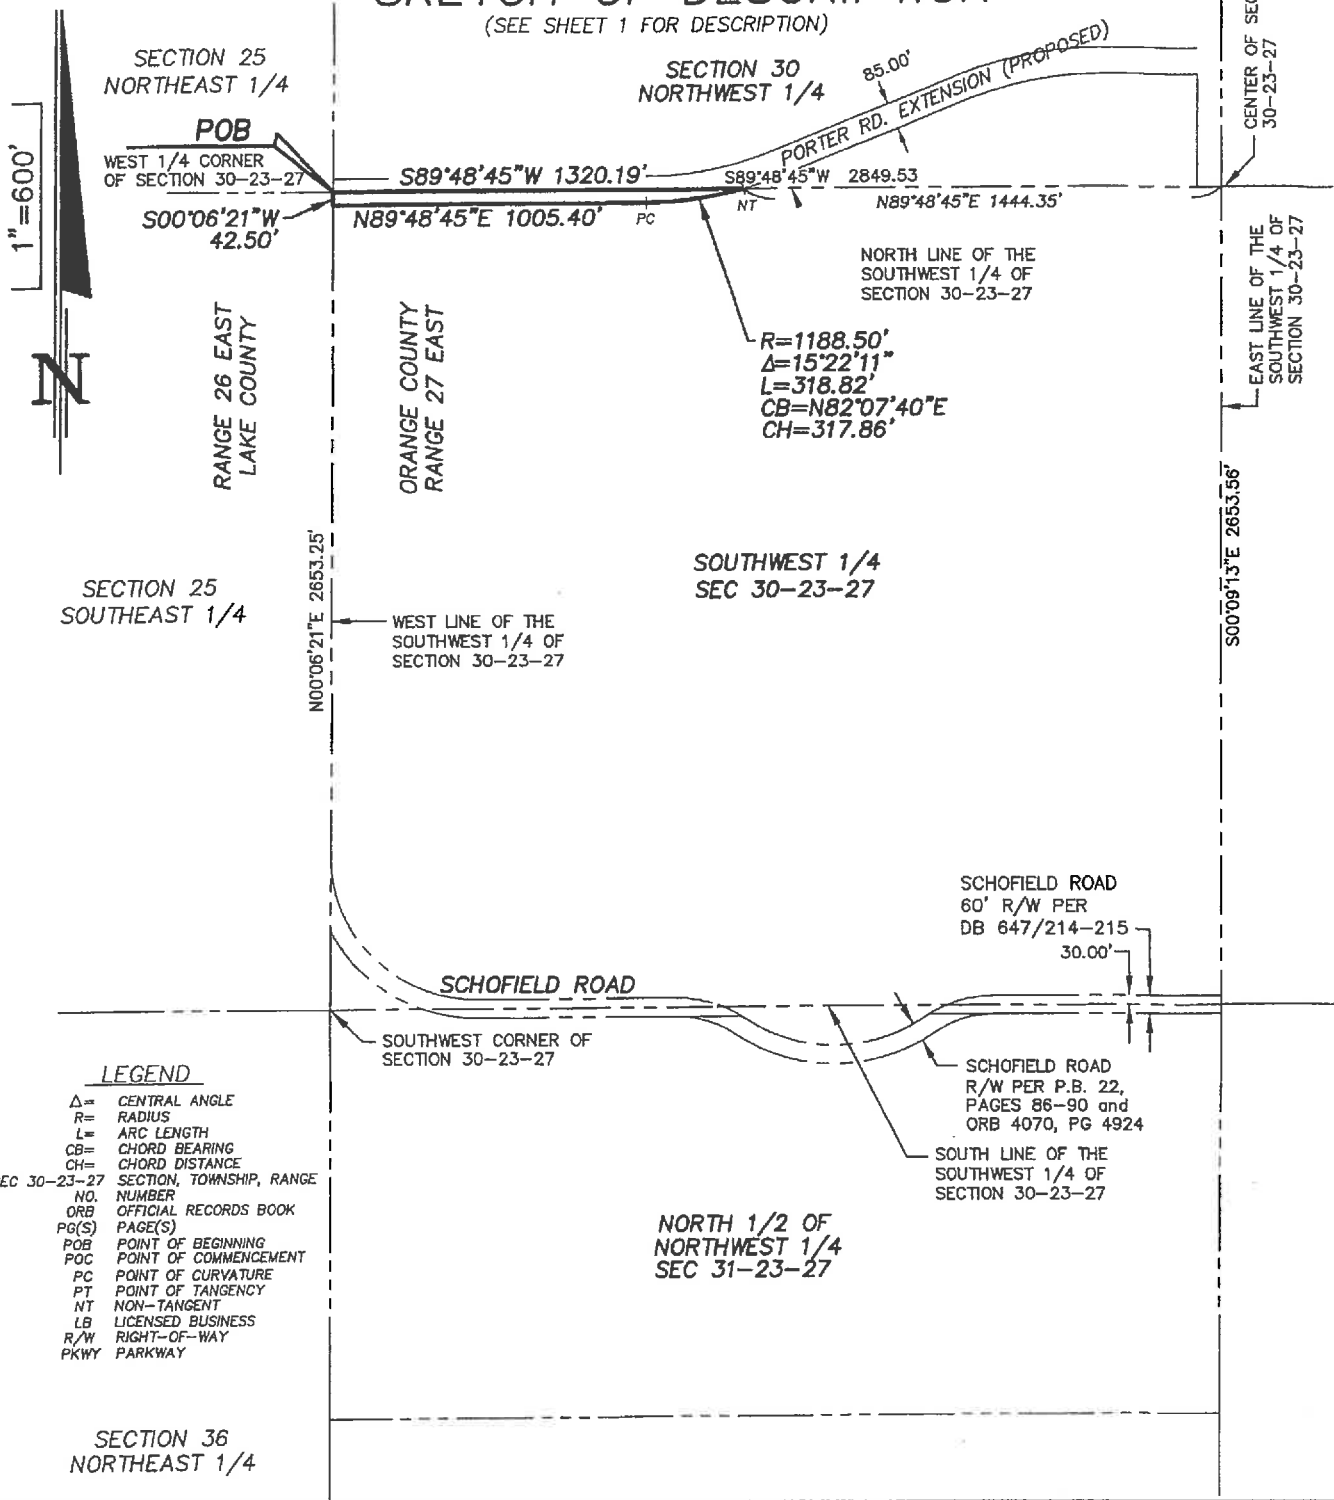 (SEE SHEET 1 FOR DESCRIPTION)
SECTION 25
NORTHEAST 1/4
SECTION 30
NORTHWEST 1/4
85.00'
PORTER RD. EXTENSION (PROPOSED)
CENTER OF
30-23-27
1"=600'
N
POB
WEST 1/4 CORNER
OF SECTION 30-23-27
S00°06'21"W
42.50'
S89°48'45"W 1320.19'
N89°48'45"E 1005.40'
PC
NT
S89°48'45"W 2849.53
N89°48'45"E 1444.35'
NORTH LINE OF THE
SOUTHWEST 1/4 OF
SECTION 30-23-27
EAST LINE OF THE
SOUTHWEST 1/4 OF
SECTION 30-23-27
RANGE 26 EAST
LAKE COUNTY
ORANGE COUNTY
RANGE 27 EAST
R=1188.50'
Δ=15°22'11"
L=318.82'
CB=N82°07'40"E
CH=317.86'
SECTION 25
SOUTHEAST 1/4
N00°06'21"E 2653.25'
WEST LINE OF THE
SOUTHWEST 1/4 OF
SECTION 30-23-27
SOUTHWEST 1/4
SEC 30-23-27
S00°09'13"E 2653.56'
SCHOFIELD ROAD
60' R/W PER
DB 647/214-215
30.00'
SCHOFIELD ROAD
SOUTHWEST CORNER OF
SECTION 30-23-27
SCHOFIELD ROAD
R/W PER P.B. 22,
PAGES 86-90 and
ORB 4070, PG 4924
SOUTH LINE OF THE
SOUTHWEST 1/4 OF
SECTION 30-23-27
LEGEND
Δ= CENTRAL ANGLE
R= RADIUS
L= ARC LENGTH
CB= CHORD BEARING
CH= CHORD DISTANCE
EC 30-23-27 SECTION, TOWNSHIP, RANGE
NO. NUMBER
ORB OFFICIAL RECORDS BOOK
PG(S) PAGE(S)
POB POINT OF BEGINNING
POC POINT OF COMMENCEMENT
PC POINT OF CURVATURE
PT POINT OF TANGENCY
NT NON-TANGENT
LB LICENSED BUSINESS
R/W RIGHT-OF-WAY
PKWY PARKWAY
NORTH 1/2 OF
NORTHWEST 1/4
SEC 31-23-27
SECTION 36
NORTHEAST 1/4